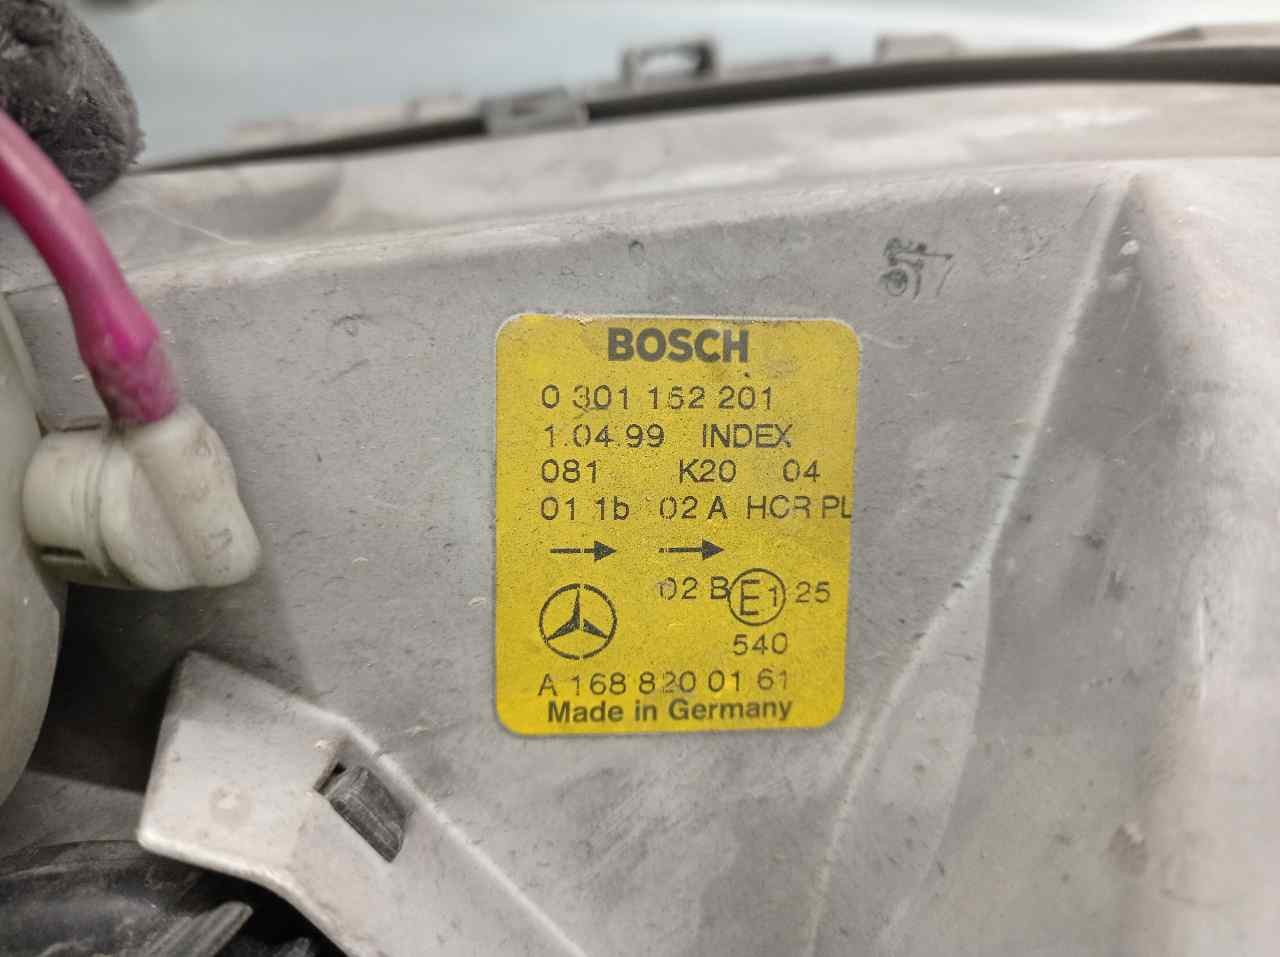 BOSCH
0 301 152 201
1.04.99 INDEX
081 K20 04
01 1b 02 A HCR PL
02 B E1 25
540
A 168 820 01 61
Made in Germany